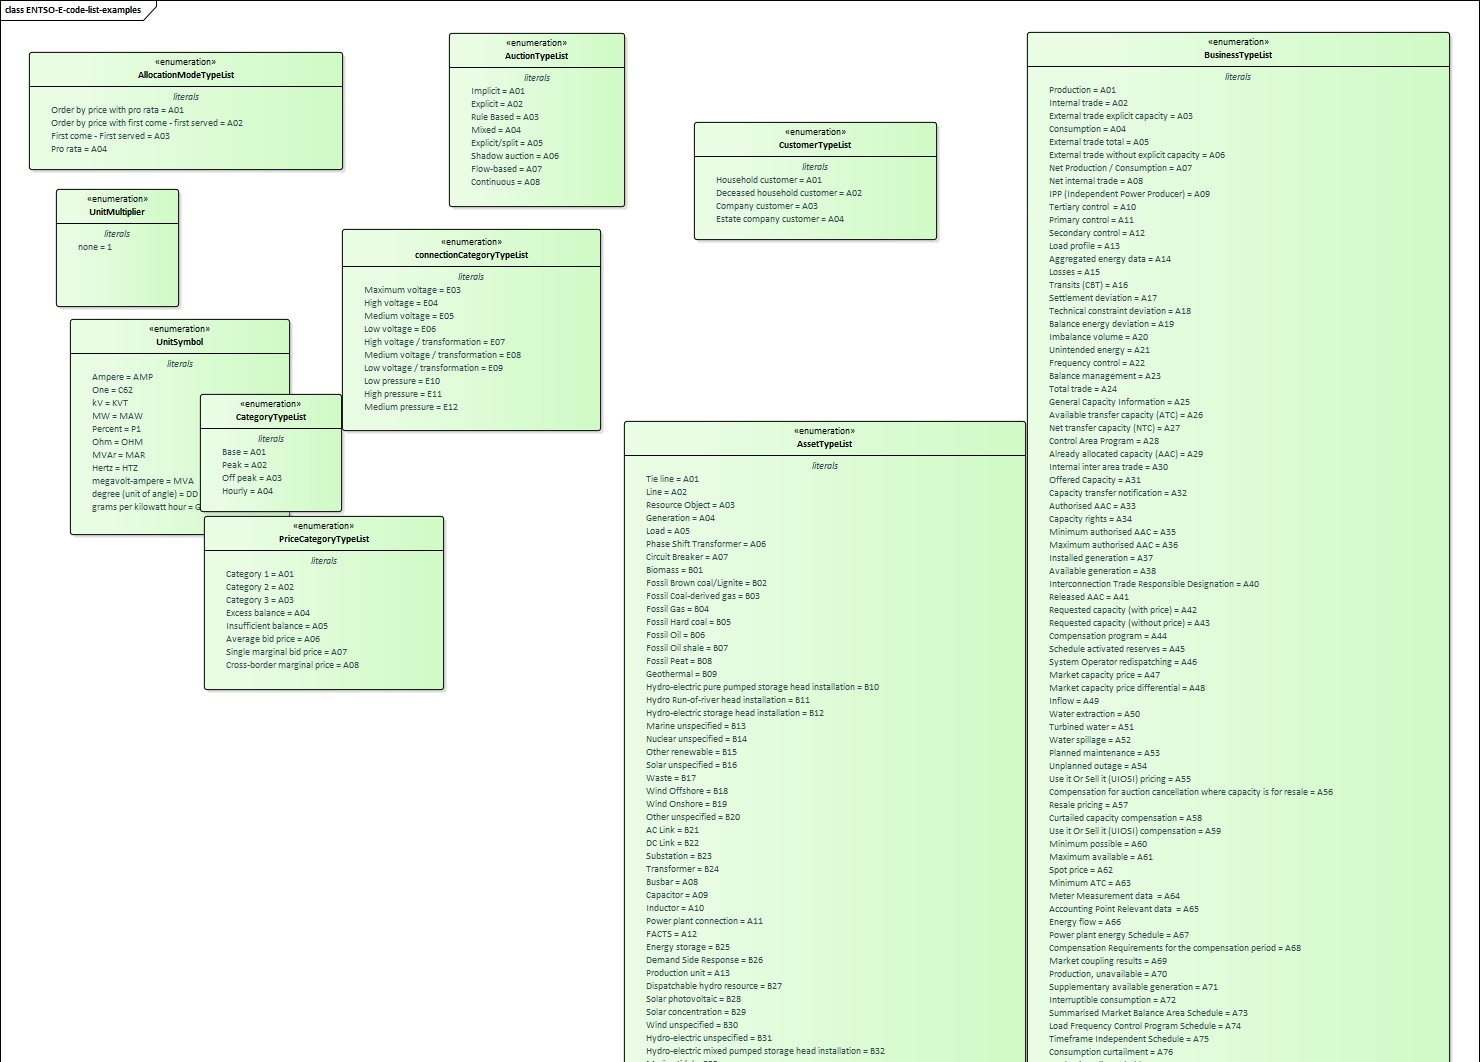 class ENTSO-E-code-list-examples
«enumeration»
AllocationModeTypeList
literals
Order by price with pro rata = A01
Order by price with first come - first served = A02
First come - First served = A03
Pro rata = A04
«enumeration»
UnitMultiplier
literals
none = 1
«enumeration»
UnitSymbol
literals
Ampere = AMP
One = C62
kV = KVT
MW = MAW
Percent = P1
Ohm = OHM
MVAr = MAR
Hertz = HTZ
megavolt-ampere = MVA
degree (unit of angle) = DD
grams per kilowatt hour =
«enumeration»
CategoryTypeList
literals
Base = A01
Peak = A02
Off peak = A03
Hourly = A04
«enumeration»
PriceCategoryTypeList
literals
Category 1 = A01
Category 2 = A02
Category 3 = A03
Excess balance = A04
Insufficient balance = A05
Average bid price = A06
Single marginal bid price = A07
Cross-border marginal price = A08
«enumeration»
AuctionTypeList
literals
Implicit = A01
Explicit = A02
Rule Based = A03
Mixed = A04
Explicit/split = A05
Shadow auction = A06
Flow-based = A07
Continuous = A08
«enumeration»
connectionCategoryTypeList
literals
Maximum voltage = E03
High voltage = E04
Medium voltage = E05
Low voltage = E06
High voltage / transformation = E07
Medium voltage / transformation = E08
Low voltage / transformation = E09
Low pressure = E10
High pressure = E11
Medium pressure = E12
«enumeration»
CustomerTypeList
literals
Household customer = A01
Deceased household customer = A02
Company customer = A03
Estate company customer = A04
«enumeration»
AssetTypeList
literals
Tie line = A01
Line = A02
Resource Object = A03
Generation = A04
Load = A05
Phase Shift Transformer = A06
Circuit Breaker = A07
Biomass = B01
Fossil Brown coal/Lignite = B02
Fossil Coal-derived gas = B03
Fossil Gas = B04
Fossil Hard coal = B05
Fossil Oil = B06
Fossil Oil shale = B07
Fossil Peat = B08
Geothermal = B09
Hydro-electric pure pumped storage head installation = B10
Hydro Run-of-river head installation = B11
Hydro-electric storage head installation = B12
Marine unspecified = B13
Nuclear unspecified = B14
Other renewable = B15
Solar unspecified = B16
Waste = B17
Wind Offshore = B18
Wind Onshore = B19
Other unspecified = B20
AC Link = B21
DC Link = B22
Substation = B23
Transformer = B24
Busbar = A08
Capacitor = A09
Inductor = A10
Power plant connection = A11
FACTS = A12
Energy storage = B25
Demand Side Response = B26
Production unit = A13
Dispatchable hydro resource = B27
Solar photovoltaic = B28
Solar concentration = B29
Wind unspecified = B30
Hydro-electric unspecified = B31
Hydro-electric mixed pumped storage head installation = B32
«enumeration»
BusinessTypeList
literals
Production = A01
Internal trade = A02
External trade explicit capacity = A03
Consumption = A04
External trade total = A05
External trade without explicit capacity = A06
Net Production / Consumption = A07
Net internal trade = A08
IPP (Independent Power Producer) = A09
Tertiary control = A10
Primary control = A11
Secondary control = A12
Load profile = A13
Aggregated energy data = A14
Losses = A15
Transits (CBT) = A16
Settlement deviation = A17
Technical constraint deviation = A18
Balance energy deviation = A19
Imbalance volume = A20
Unintended energy = A21
Frequency control = A22
Balance management = A23
Total trade = A24
General Capacity Information = A25
Available transfer capacity (ATC) = A26
Net transfer capacity (NTC) = A27
Control Area Program = A28
Already allocated capacity (AAC) = A29
Internal inter area trade = A30
Offered Capacity = A31
Capacity transfer notification = A32
Authorised AAC = A33
Capacity rights = A34
Minimum authorised AAC = A35
Maximum authorised AAC = A36
Installed generation = A37
Available generation = A38
Interconnection Trade Responsible Designation = A40
Released AAC = A41
Requested capacity (with price) = A42
Requested capacity (without price) = A43
Compensation program = A44
Schedule activated reserves = A45
System Operator redispatching = A46
Market capacity price = A47
Market capacity price differential = A48
Inflow = A49
Water extraction = A50
Turbined water = A51
Water spillage = A52
Planned maintenance = A53
Unplanned outage = A54
Use it Or Sell it (UIOSI) pricing = A55
Compensation for auction cancellation where capacity is for resale = A56
Resale pricing = A57
Curtailed capacity compensation = A58
Use it Or Sell it (UIOSI) compensation = A59
Minimum possible = A60
Maximum available = A61
Spot price = A62
Minimum ATC = A63
Meter Measurement data = A64
Accounting Point Relevant data = A65
Energy flow = A66
Power plant energy Schedule = A67
Compensation Requirements for the compensation period = A68
Market coupling results = A69
Production, unavailable = A70
Supplementary available generation = A71
Interruptible consumption = A72
Summarised Market Balance Area Schedule = A73
Load Frequency Control Program Schedule = A74
Timeframe Independent Schedule = A75
Consumption curtailment = A76